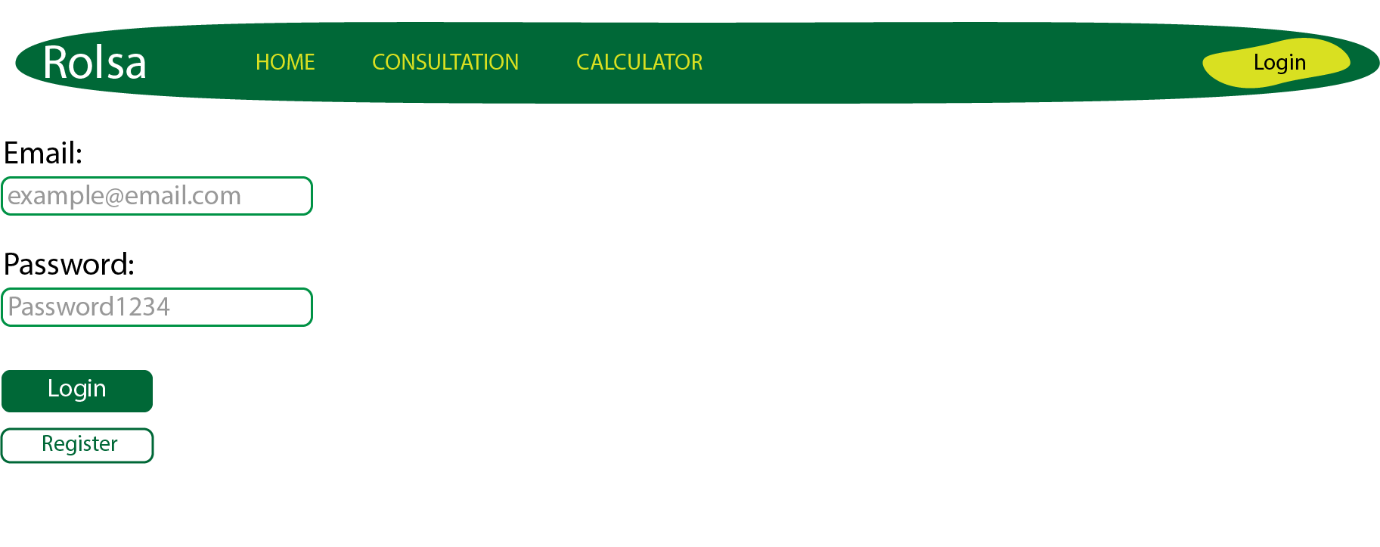 Rolsa HOME CONSULTATION CALCULATOR Login
Email:
example@email.com
Password:
Password1234
Login
Register